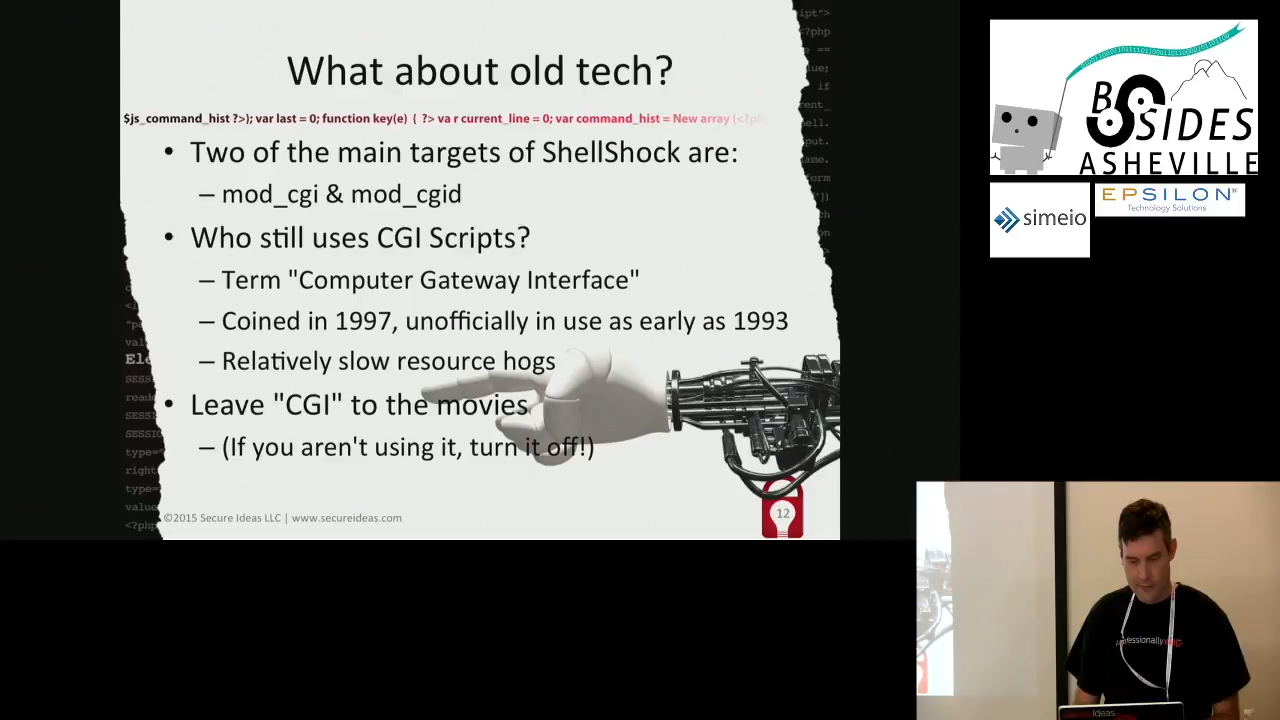 What about old tech?
$js_command_hist ?>); var last = 0; function key(e) { ?> va r current_line = 0; var command_hist = New array (<?ph
• Two of the main targets of ShellShock are:
– mod_cgi & mod_cgid
• Who still uses CGI Scripts?
– Term "Computer Gateway Interface"
– Coined in 1997, unofficially in use as early as 1993
– Relatively slow resource hogs
• Leave "CGI" to the movies
– (If you aren't using it, turn it off!)
©2015 Secure Ideas LLC | www.secureideas.com
12
BSIDES
ASHEVILLE
simeio
EPSILON®
Technology Solutions
Ideas